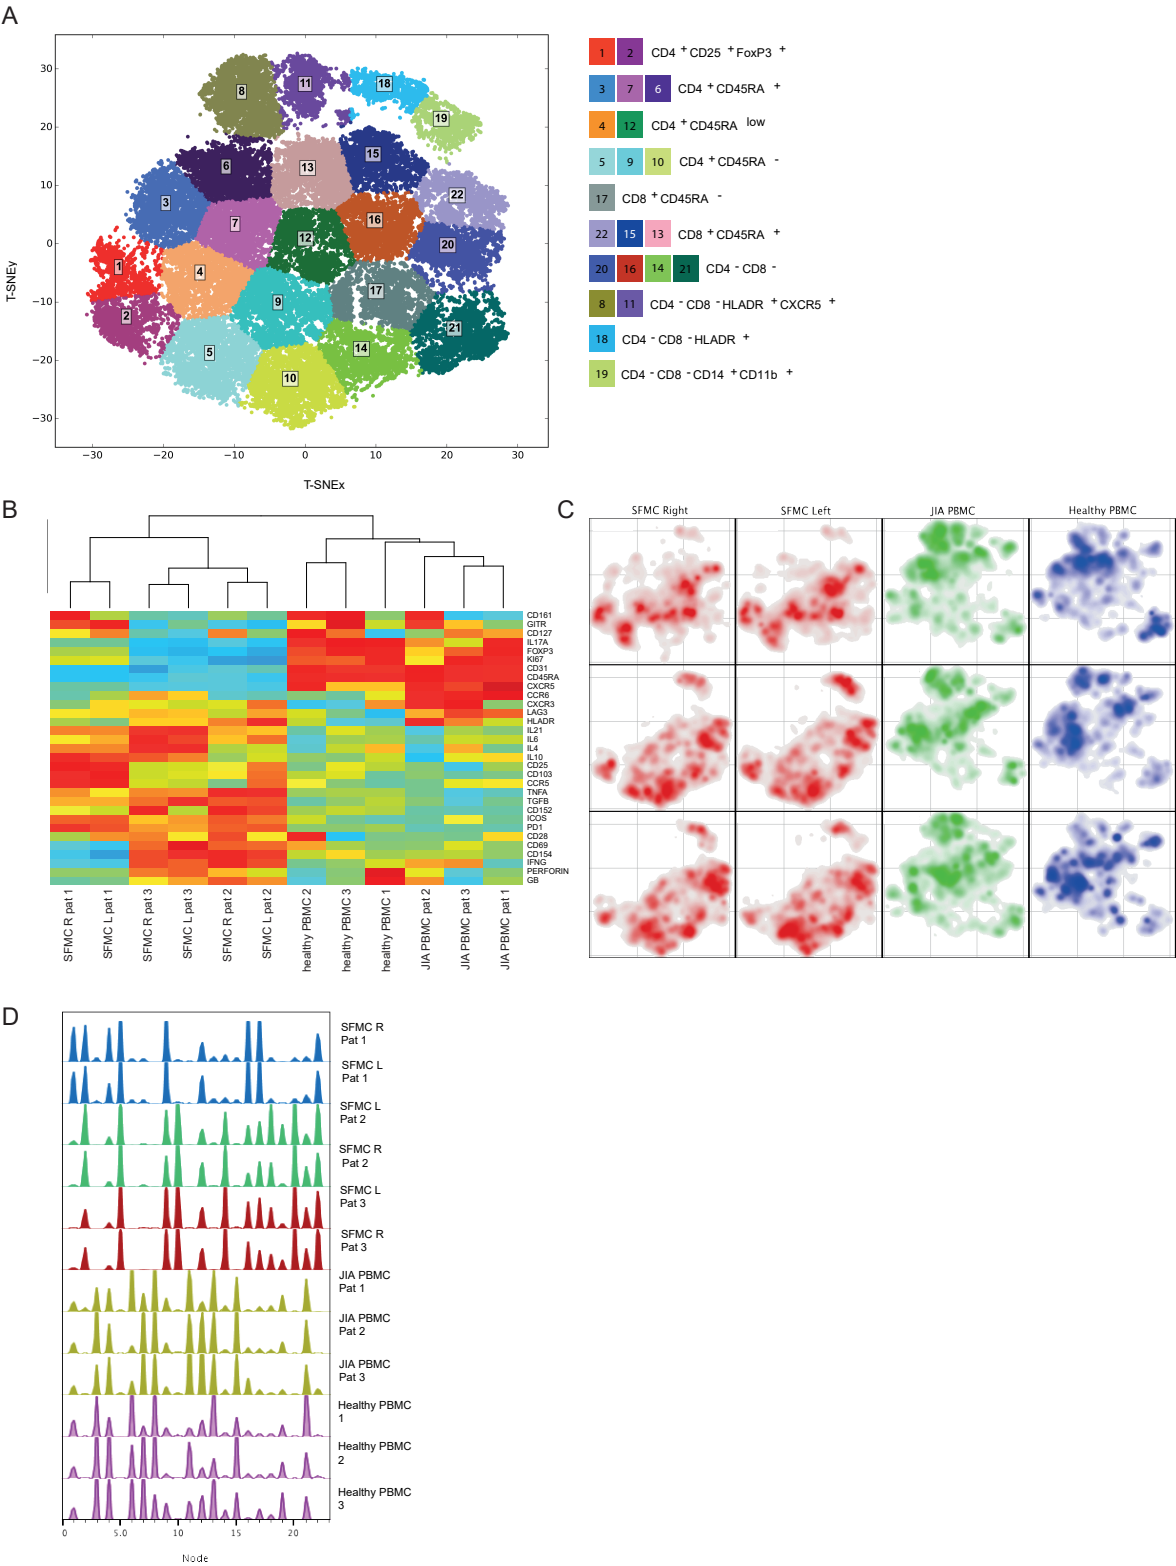 A
30
20
10
0
−10
−20
−30
−30
−20
−10
0
10
20
30
T-SNEy
T-SNEx
8
11
18
19
6
13
15
22
3
7
12
16
20
1
4
9
17
2
5
10
14
21
1 2 CD4 + CD25 + FoxP3 +
3 7 6 CD4 + CD45RA +
4 12 CD4 + CD45RA low
5 9 10 CD4 + CD45RA -
17 CD8 + CD45RA -
22 15 13 CD8 + CD45RA +
20 16 14 21 CD4 - CD8 -
8 11 CD4 - CD8 - HLADR + CXCR5 +
18 CD4 - CD8 - HLADR +
19 CD4 - CD8 - CD14 + CD11b +
B
CD161
GITR
CD127
IL17A
FOXP3
KI67
CD31
CD45RA
CXCR5
CCR6
CXCR3
LAG3
HLADR
IL21
IL6
IL4
IL10
CD25
CD103
CCR5
TNFA
TGFB
CD152
ICOS
PD1
CD28
CD69
CD154
IFNG
PERFORIN
GB
SFMC R pat 1
SFMC L pat 1
SFMC R pat 3
SFMC L pat 3
SFMC R pat 2
SFMC L pat 2
healthy PBMC 2
healthy PBMC 3
healthy PBMC 1
JIA PBMC pat 2
JIA PBMC pat 3
JIA PBMC pat 1
C
SFMC Right
SFMC Left
JIA PBMC
Healthy PBMC
D
SFMC R
Pat 1
SFMC L
Pat 1
SFMC L
Pat 2
SFMC R
Pat 2
SFMC L
Pat 3
SFMC R
Pat 3
JIA PBMC
Pat 1
JIA PBMC
Pat 2
JIA PBMC
Pat 3
Healthy PBMC
1
Healthy PBMC
2
Healthy PBMC
3
0 5.0 10 15 20
Node